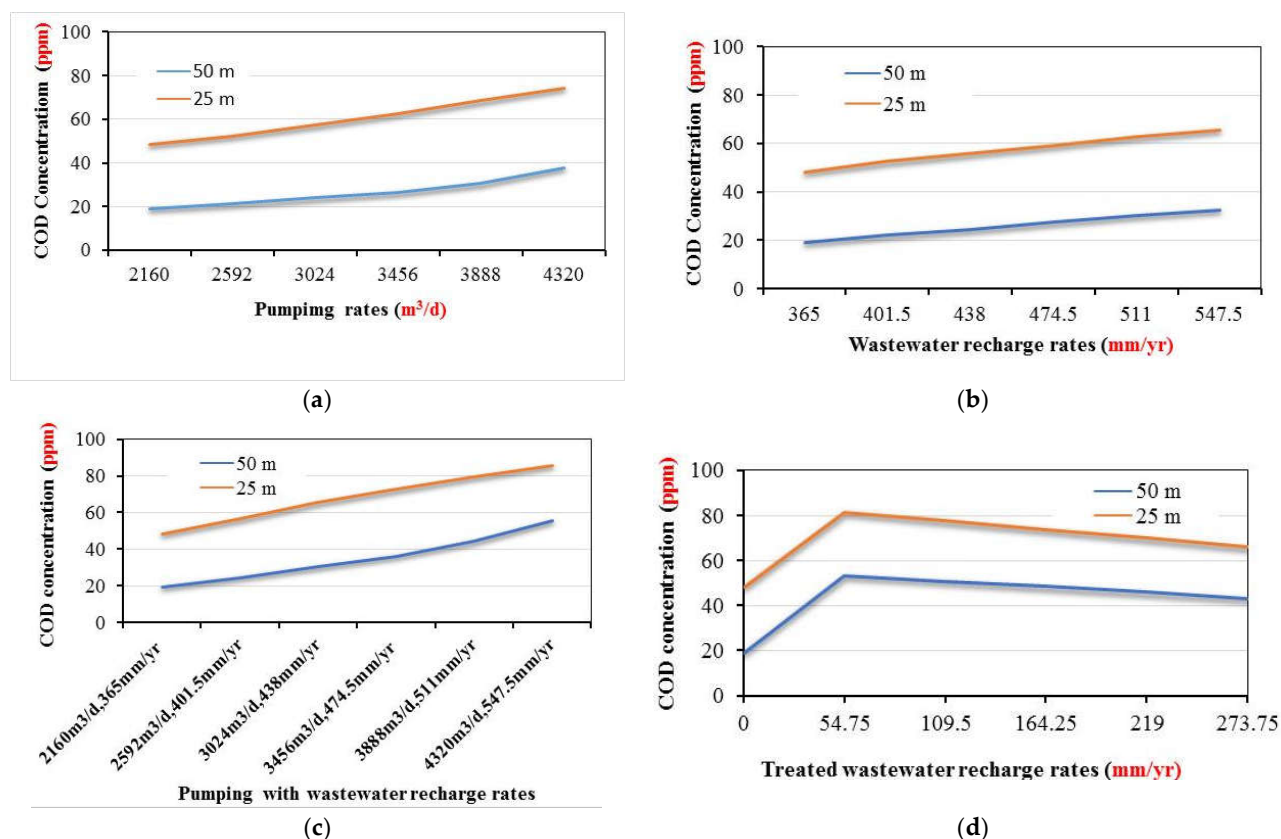 COD Concentratiom (ppm)
100
80
60
40
20
0
50 m
25 m
2160 2592 3024 3456 3888 4320
Pumpimg rates (m³/d)
(a)
COD Concentration (ppm)
100
80
60
40
20
0
50 m
25 m
365 401.5 438 474.5 511 547.5
Wastewater recharge rates (mm/yr)
(b)
COD concentration (ppm)
100
80
60
40
20
0
50 m
25 m
2160m3/d,365mm/yr
2592m3/d,401.5mm/yr
3024m3/d,438mm/yr
3456m3/d,474.5mm/yr
3888m3/d,511mm/yr
4320m3/d,547.5mm/yr
Pumping with wastewater recharge rates
(c)
COD concentration (ppm)
100
80
60
40
20
0
50 m
25 m
0 54.75 109.5 164.25 219 273.75
Treated wastewater recharge rates (mm/yr)
(d)